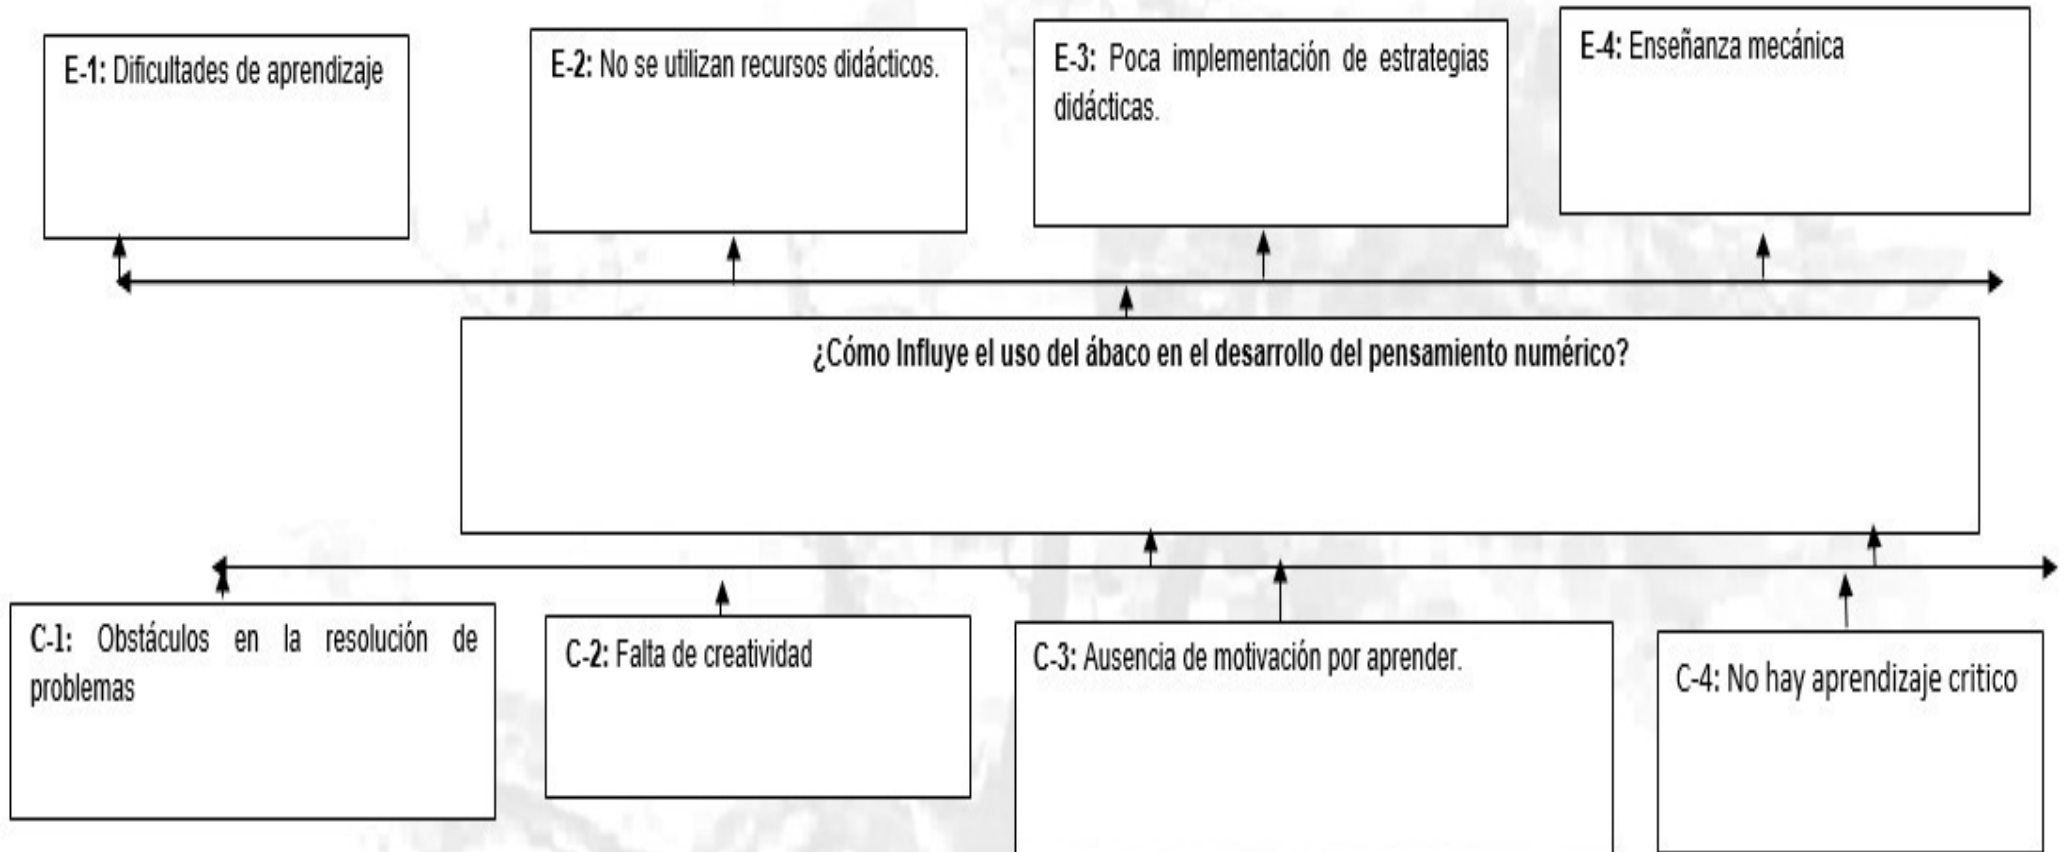 E-1: Dificultades de aprendizaje
E-2: No se utilizan recursos didácticos.
E-3: Poca implementación de estrategias
didácticas.
E-4: Enseñanza mecánica
¿Cómo Influye el uso del ábaco en el desarrollo del pensamiento numérico?
C-1: Obstáculos en la resolución de
problemas
C-2: Falta de creatividad
C-3: Ausencia de motivación por aprender.
C-4: No hay aprendizaje critico